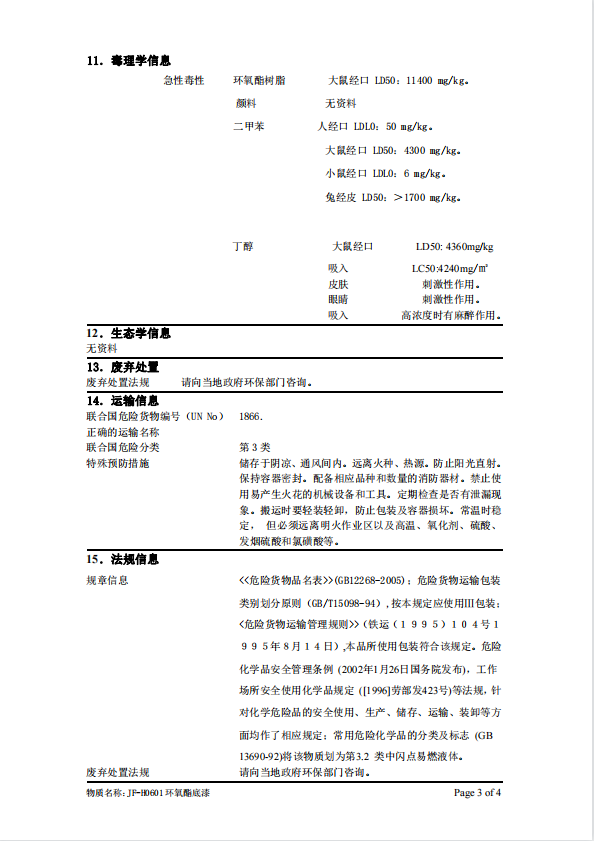 11. 毒理学信息
急性毒性 环氧酯树脂 大鼠经口 LD50: 11400 mg/kg。
颜料 无资料
二甲苯 人经口 LDL0: 50 mg/kg。
大鼠经口 LD50: 4300 mg/kg。
小鼠经口 LDL0: 6 mg/kg。
兔经皮 LD50: ＞1700 mg/kg。
丁醇 大鼠经口 LD50: 4360mg/kg
吸入 LC50:4240mg/㎡
皮肤 刺激性作用。
眼睛 刺激性作用。
吸入 高浓度时有麻醉作用。
12. 生态学信息
无资料
13. 废弃处置
废弃处置法规 请向当地政府环保部门咨询。
14. 运输信息
联合国危险货物编号（UN No） 1866.
正确的运输名称
联合国危险分类 第 3 类
特殊预防措施 储存于阴凉、通风间内。远离火种、热源。防止阳光直射。
保持容器密封。配备相应品种和数量的消防器材。禁止使
用易产生火花的机械设备和工具。定期检查是否有泄漏现
象。搬运时要轻装轻卸，防止包装及容器损坏。常温时稳
定， 但必须远离明火作业区以及高温、氧化剂、硫酸、
发烟硫酸和氯磺酸等。
15. 法规信息
规章信息 <<危险货物品名表>>(GB12268-2005)；危险货物运输包装
类别划分原则（GB/T15098-94）,按本规定应使用Ⅲ包装；
<危险货物运输管理规则>>（铁运（１９９５）１０４号１
９９５年８月１４日）,本品所使用包装符合该规定。危险
化学品安全管理条例 (2002年1月26日国务院发布)，工作
场所安全使用化学品规定 ([1996]劳部发423号)等法规，针
对化学危险品的安全使用、生产、储存、运输、装卸等方
面均作了相应规定；常用危险化学品的分类及标志 (GB
13690-92)将该物质划为第3.2 类中闪点易燃液体。
废弃处置法规 请向当地政府环保部门咨询。
物质名称：JF-H0601环氧酯底漆 Page 3 of 4